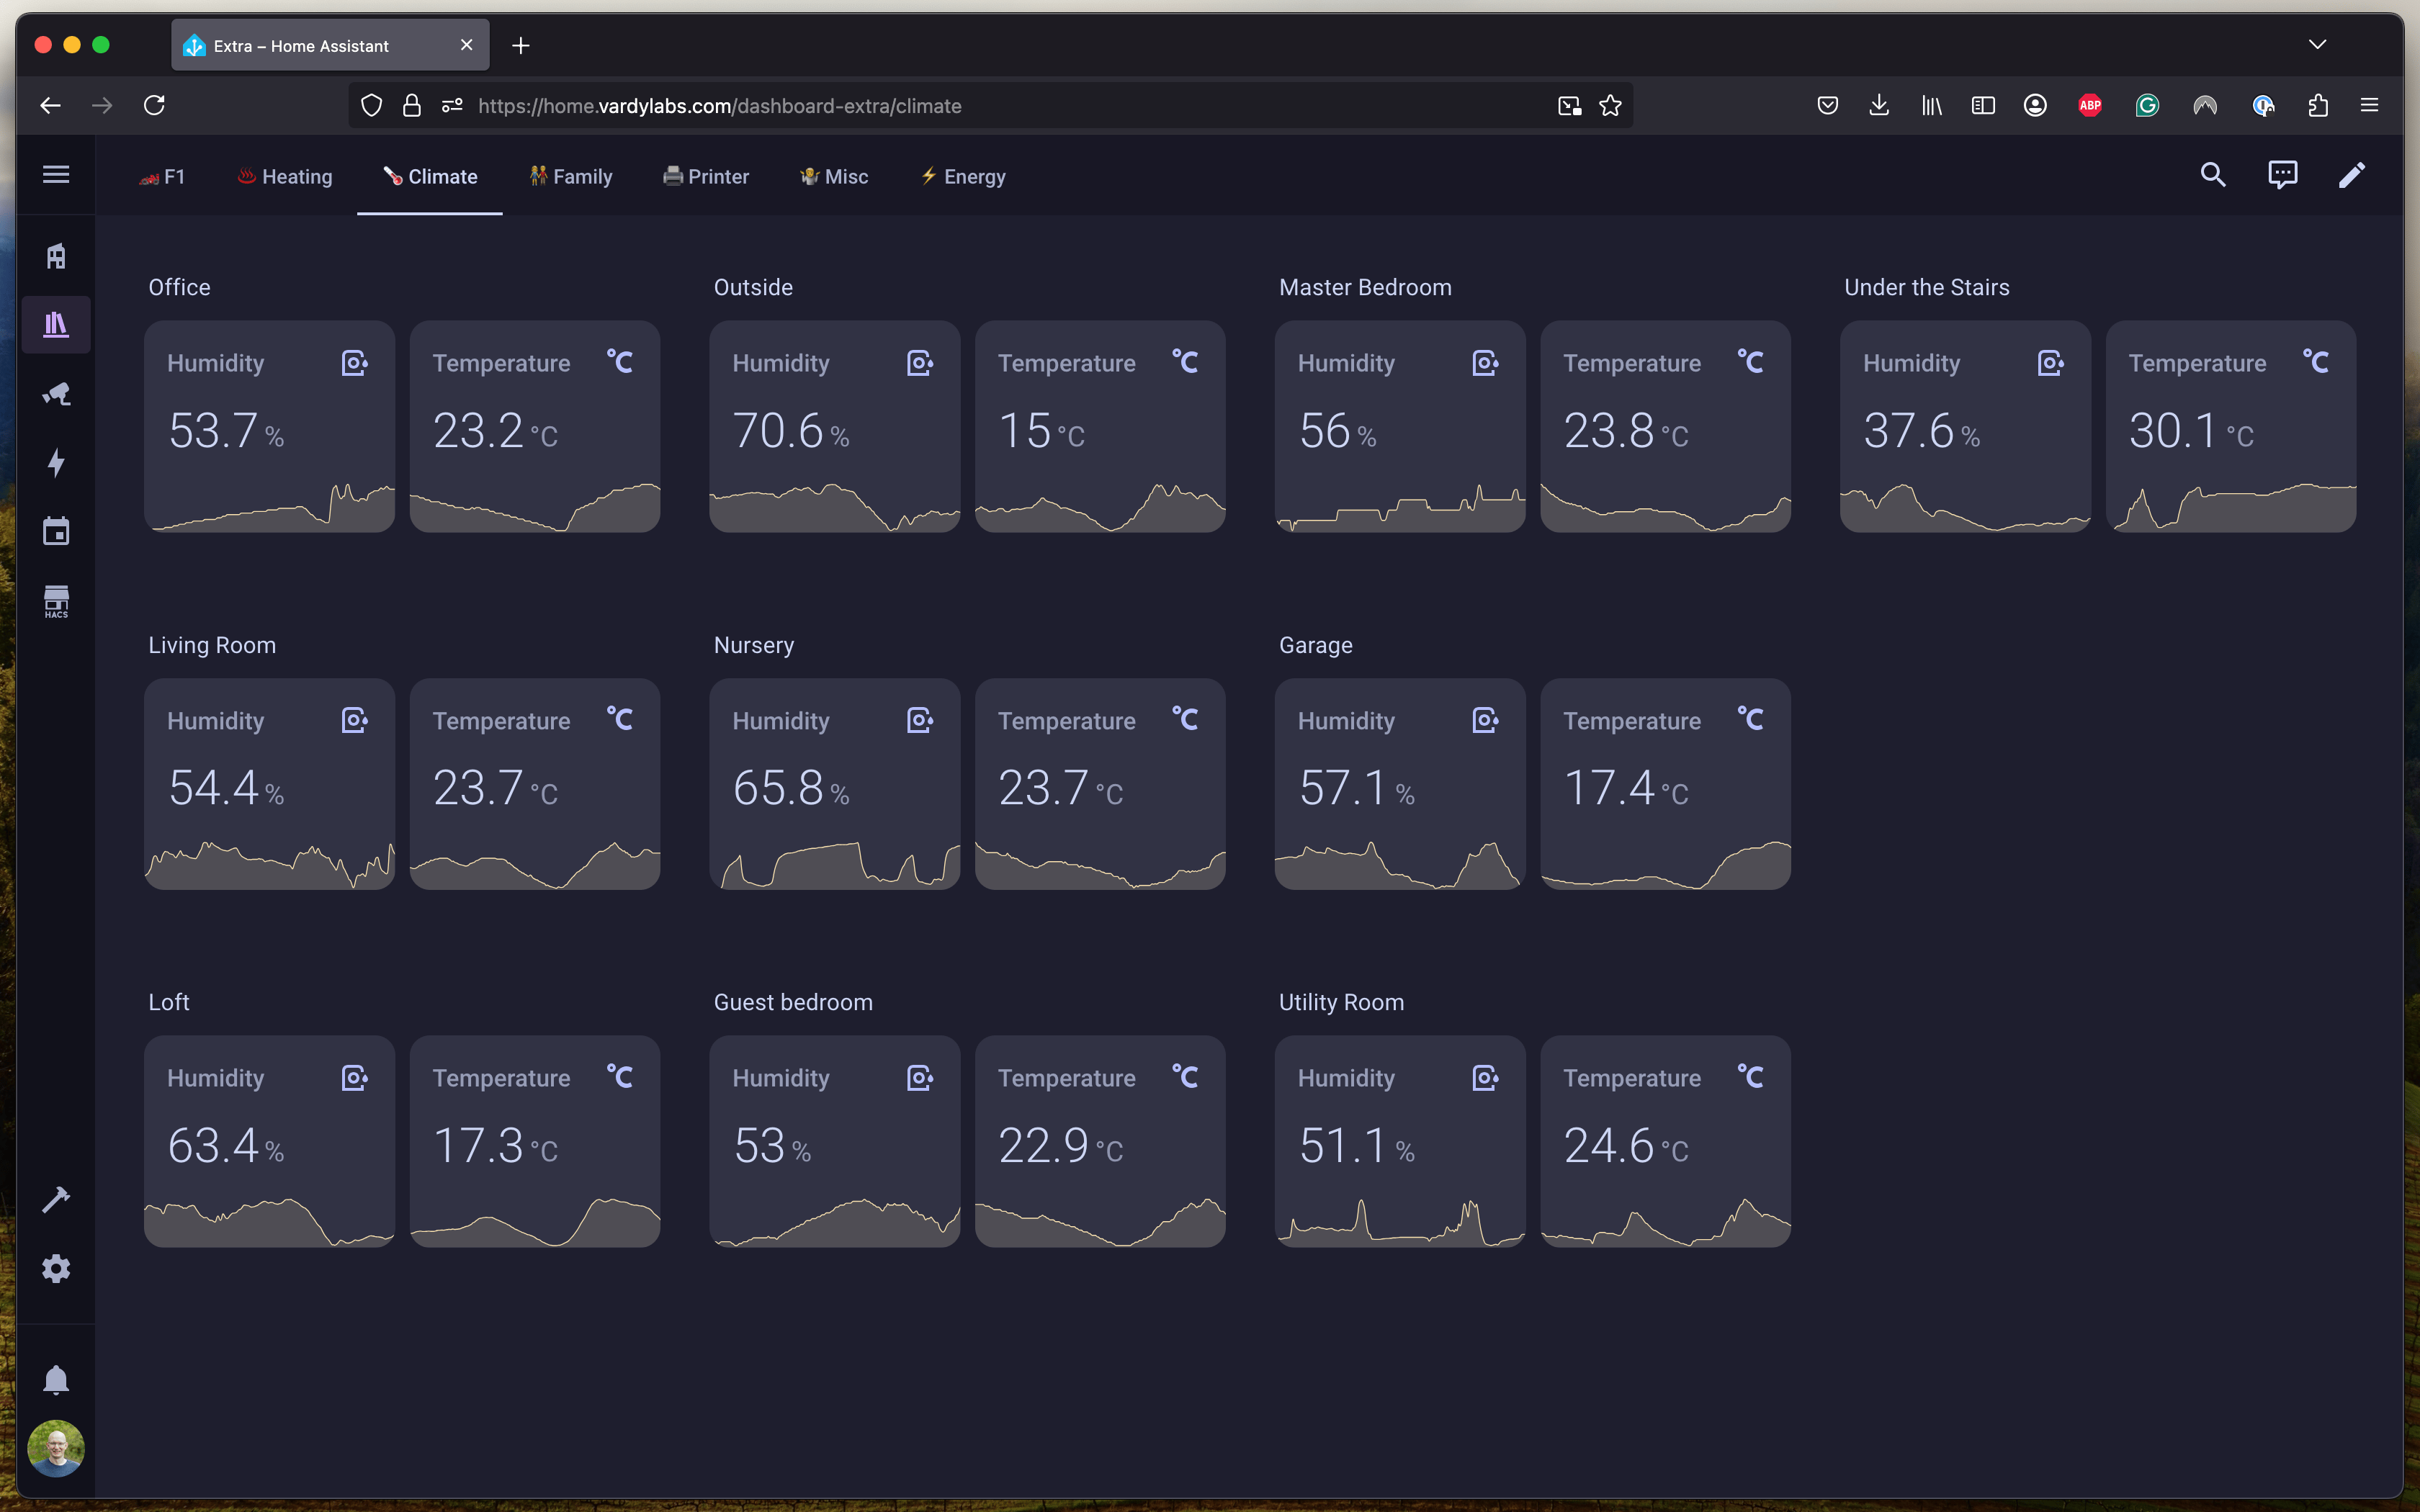 Extra – Home Assistant
https://home.vardylabs.com/dashboard-extra/climate
ABP
F1
Heating
Climate
Family
Printer
Misc
Energy
HACS
Office
Humidity
53.7 %
Temperature °C
23.2 °C
Outside
Humidity
70.6 %
Temperature °C
15 °C
Master Bedroom
Humidity
56 %
Temperature °C
23.8 °C
Under the Stairs
Humidity
37.6 %
Temperature °C
30.1 °C
Living Room
Humidity
54.4 %
Temperature °C
23.7 °C
Nursery
Humidity
65.8 %
Temperature °C
23.7 °C
Garage
Humidity
57.1 %
Temperature °C
17.4 °C
Loft
Humidity
63.4 %
Temperature °C
17.3 °C
Guest bedroom
Humidity
53 %
Temperature °C
22.9 °C
Utility Room
Humidity
51.1 %
Temperature °C
24.6 °C